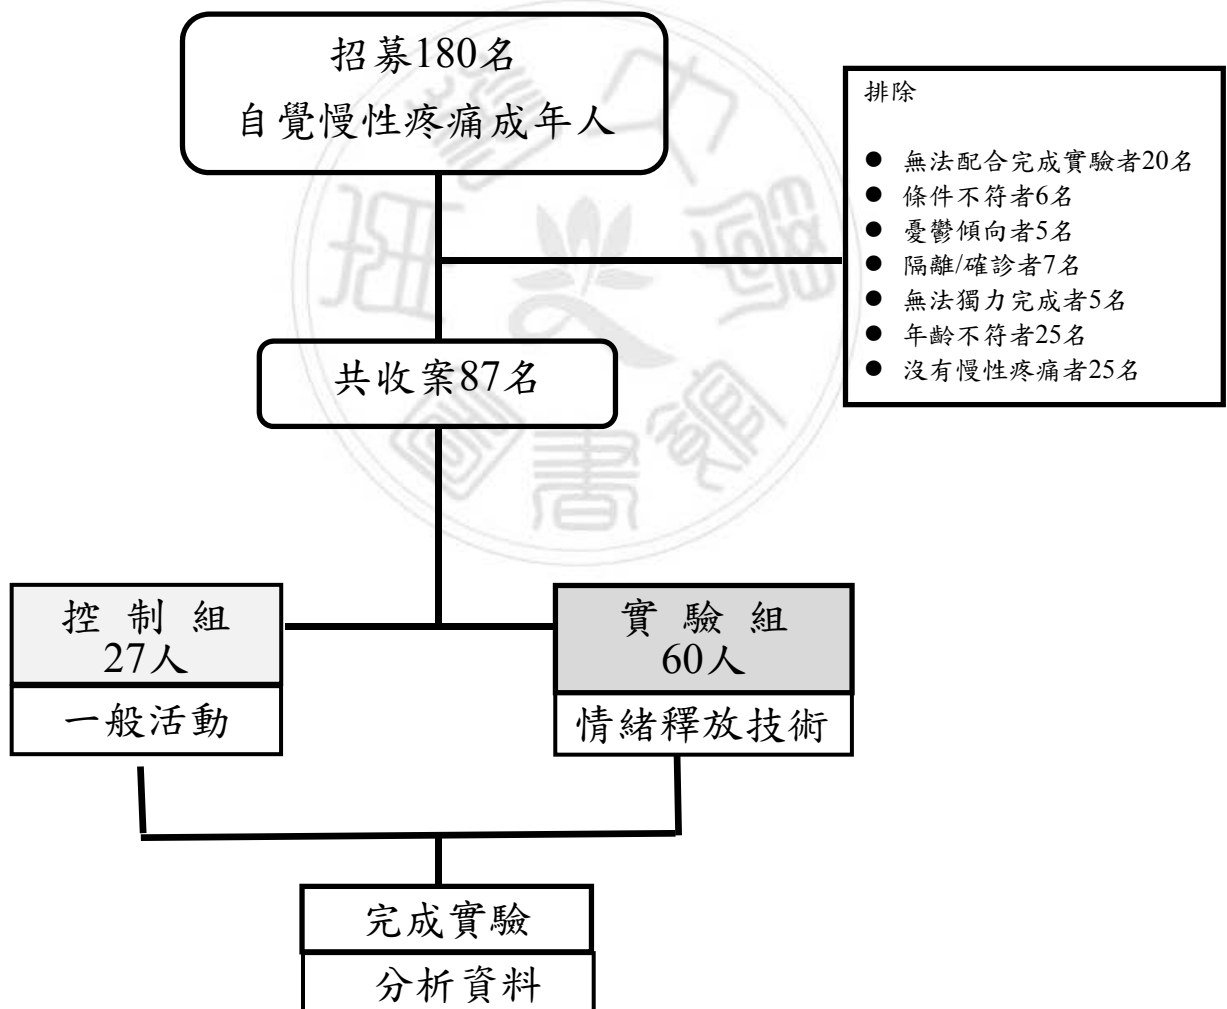 招募180名
自覺慢性疼痛成年人
排除
● 無法配合完成實驗者20名
● 條件不符者6名
● 憂鬱傾向者5名
● 隔離/確診者7名
● 無法獨力完成者5名
● 年齡不符者25名
● 沒有慢性疼痛者25名
共收案87名
控 制 組
27人
一般活動
實 驗 組
60人
情緒釋放技術
完成實驗
分析資料